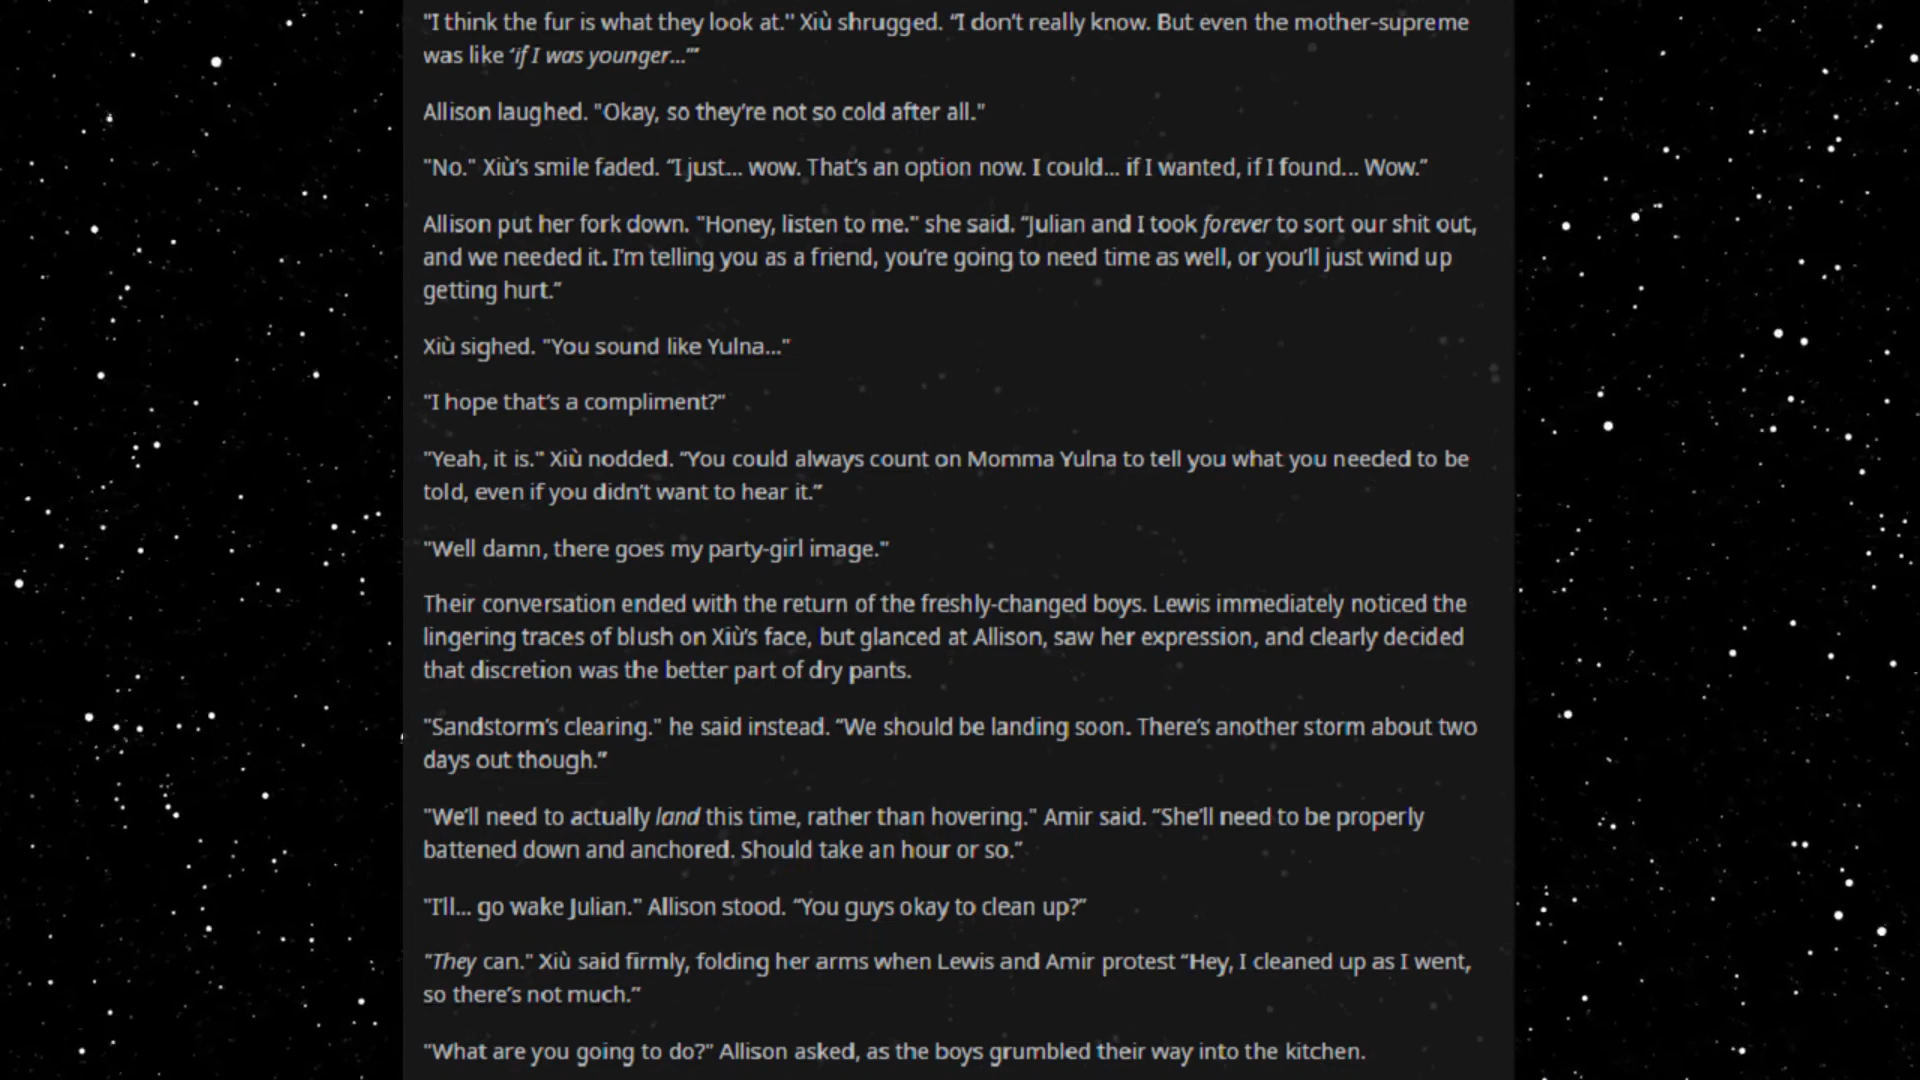 "I think the fur is what they look at." Xiù shrugged. “I don’t really know. But even the mother-supreme
was like ‘if I was younger...’”
Allison laughed. "Okay, so they’re not so cold after all."
"No." Xiù’s smile faded. “I just... wow. That’s an option now. I could... if I wanted, if I found... Wow.”
Allison put her fork down. "Honey, listen to me." she said. “Julian and I took forever to sort our shit out,
and we needed it. I’m telling you as a friend, you’re going to need time as well, or you’ll just wind up
getting hurt.”
Xiù sighed. "You sound like Yulna..."
"I hope that’s a compliment?"
"Yeah, it is." Xiù nodded. “You could always count on Momma Yulna to tell you what you needed to be
told, even if you didn’t want to hear it.”
"Well damn, there goes my party-girl image."
Their conversation ended with the return of the freshly-changed boys. Lewis immediately noticed the
lingering traces of blush on Xiù’s face, but glanced at Allison, saw her expression, and clearly decided
that discretion was the better part of dry pants.
"Sandstorm’s clearing." he said instead. “We should be landing soon. There’s another storm about two
days out though.”
"We’ll need to actually land this time, rather than hovering." Amir said. “She’ll need to be properly
battened down and anchored. Should take an hour or so.”
"I’ll... go wake Julian." Allison stood. “You guys okay to clean up?”
"They can." Xiù said firmly, folding her arms when Lewis and Amir protest “Hey, I cleaned up as I went,
so there’s not much.”
"What are you going to do?" Allison asked, as the boys grumbled their way into the kitchen.